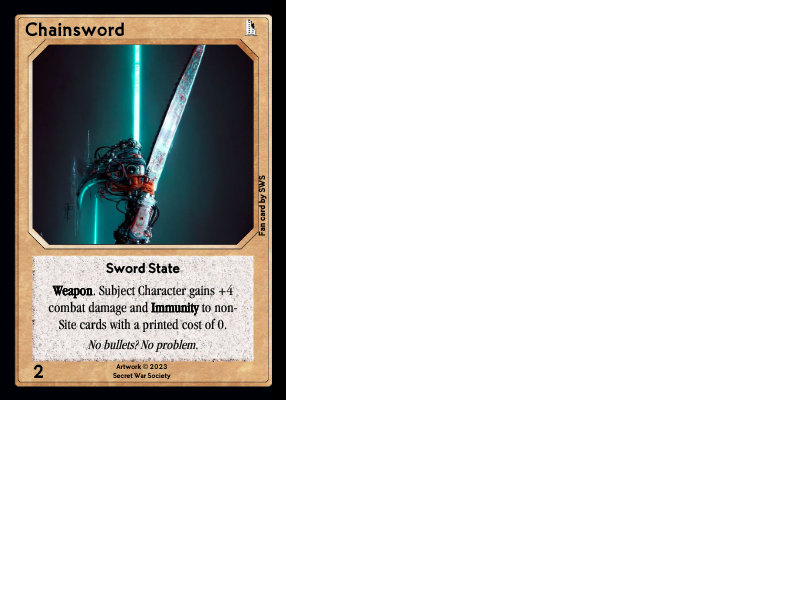 Chainsword
Fan card by SWS
Sword State
Weapon. Subject Character gains +4
combat damage and Immunity to non-
Site cards with a printed cost of 0.
No bullets? No problem.
2
Artwork © 2023
Secret War Society